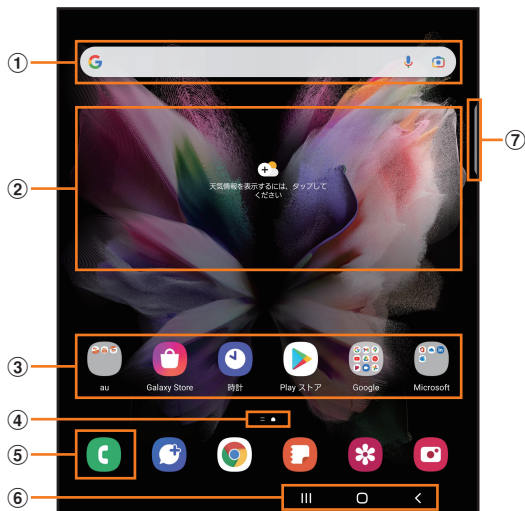 ①
②
天気情報を表示するには、タップして
ください
⑦
③
au
Galaxy Store
時計
Play ストア
Google
Microsoft
④
⑤
⑥